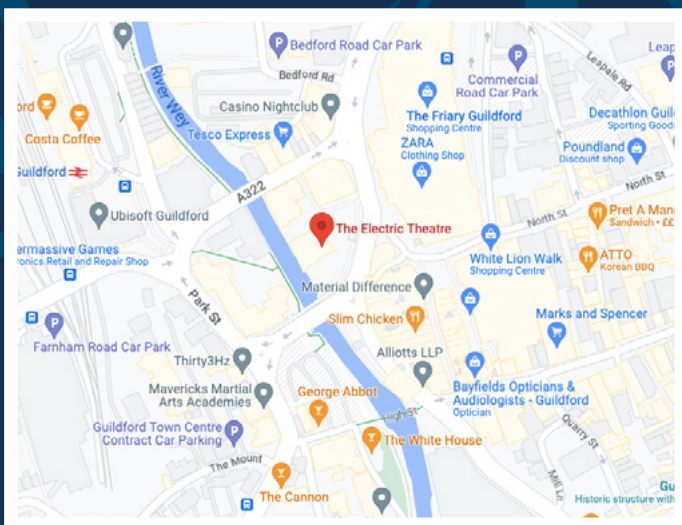 Bedford Road Car Park
Bedford Rd
Leapale Rd
Leap
Commercial
Road Car Park
River Wey
Casino Nightclub
The Friary Guildford
Shopping Centre
Decathlon Guil
Sporting Good
ord
Costa Coffee
Tesco Express
ZARA
Clothing Shop
Poundland
Discount shop
Guildford
A322
North St
Ubisoft Guildford
The Electric Theatre
North St
Pret A Man
Sandwich • ££
ermassive Games
ronics Retail and Repair Shop
White Lion Walk
Shopping Centre
ATTO
Korean BBQ
Material Difference
Park St
Slim Chicken
Marks and Spencer
Farnham Road Car Park
Thirty3Hz
Alliotts LLP
Mavericks Martial
Arts Academies
George Abbot
Bayfields Opticians &
Audiologists - Guildford
Optician
High St
Guildford Town Centre
Contract Car Parking
The White House
Quarry St
The Mount
The Cannon
Mill Ln
Gu
Historic structure with